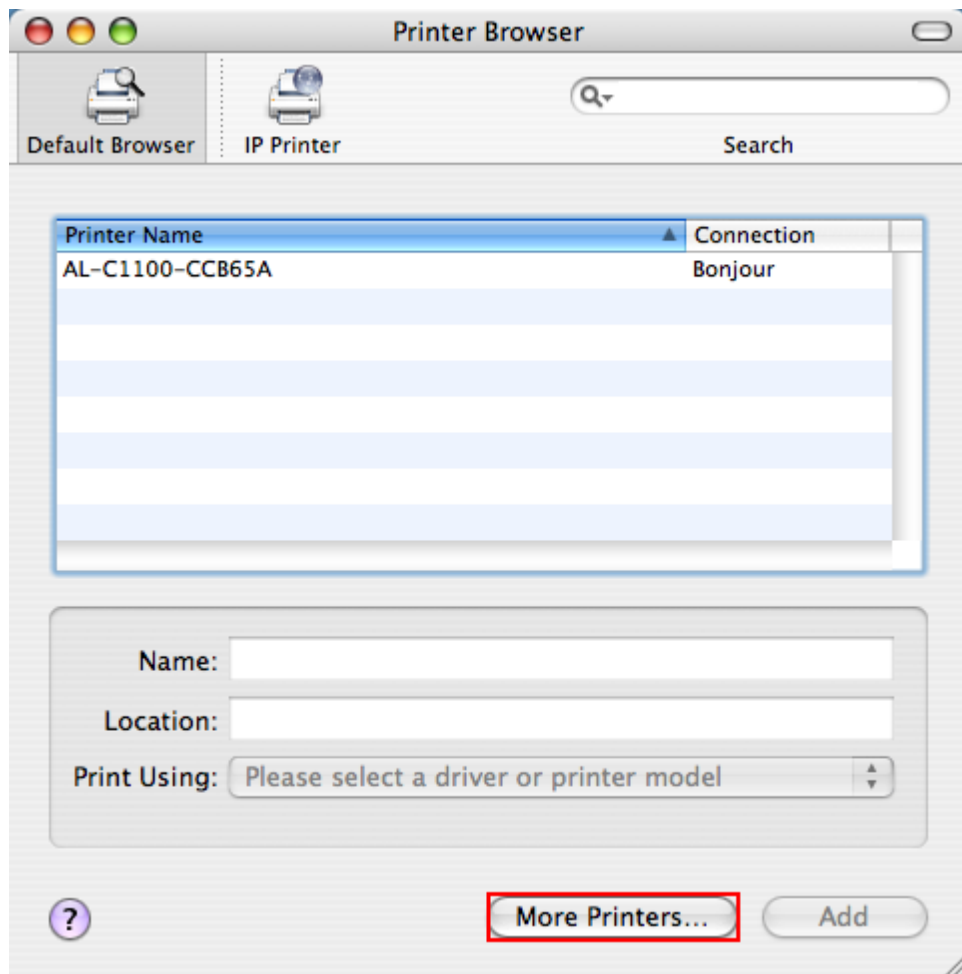 Printer Browser
Default Browser
IP Printer
Search
Printer Name Connection
AL-C1100-CCB65A Bonjour
Name:
Location:
Print Using: Please select a driver or printer model
? More Printers... Add